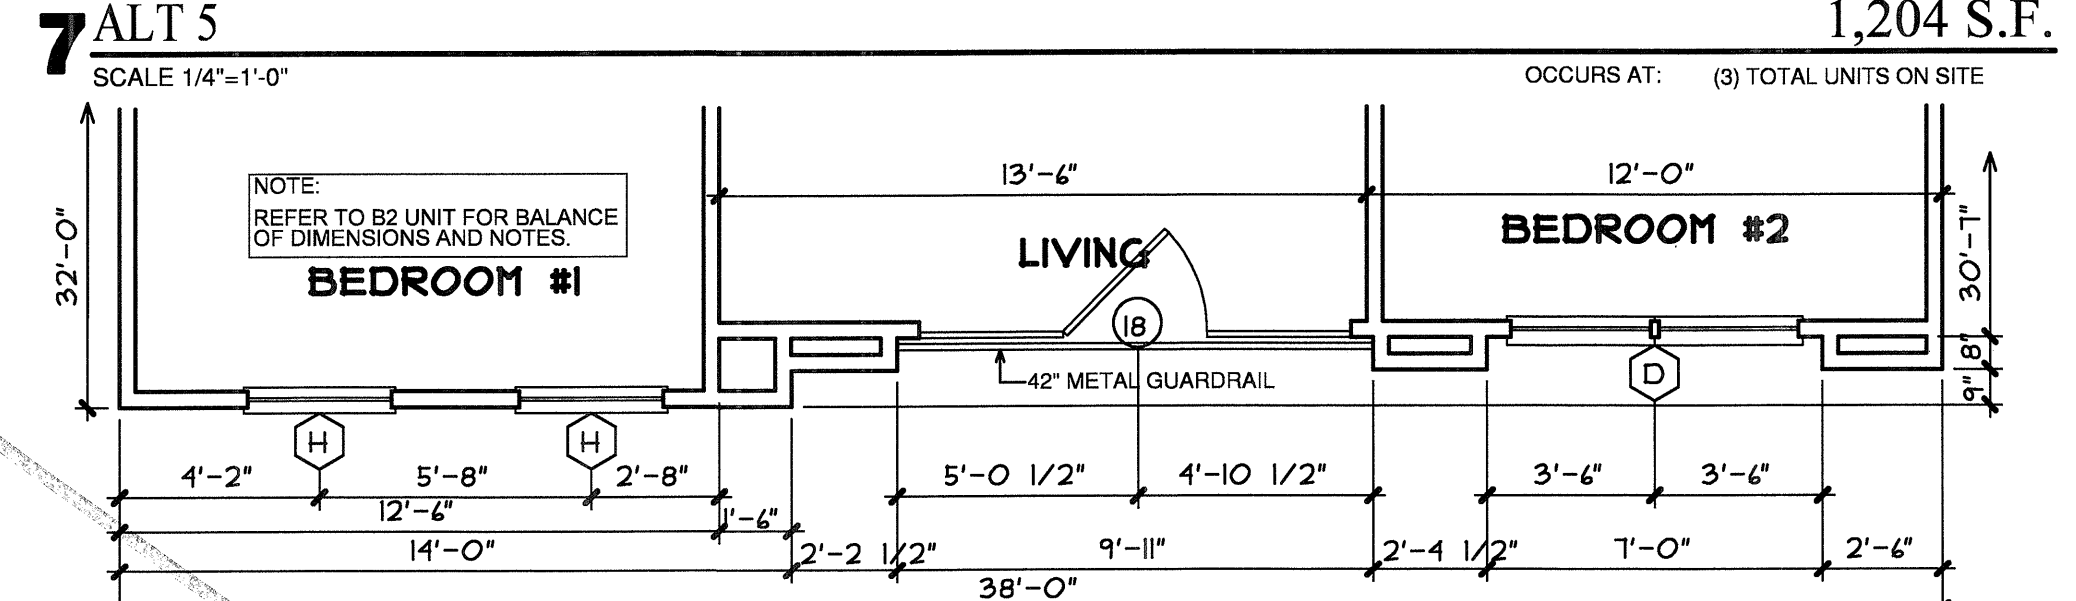 7 ALT 5 1,204 S.F.
SCALE 1/4"=1'-0" OCCURS AT: (3) TOTAL UNITS ON SITE
13'-6" 12'-0"
NOTE:
REFER TO B2 UNIT FOR BALANCE
OF DIMENSIONS AND NOTES.
BEDROOM #1
LIVING
BEDROOM #2
32'-0"
30'-7"
8"
9"
18
42" METAL GUARDRAIL
D
H H
4'-2" 5'-8" 2'-8" 5'-0 1/2" 4'-10 1/2" 3'-6" 3'-6"
12'-6" 1'-6"
14'-0" 2'-2 1/2" 9'-11" 2'-4 1/2" 7'-0" 2'-6"
38'-0"